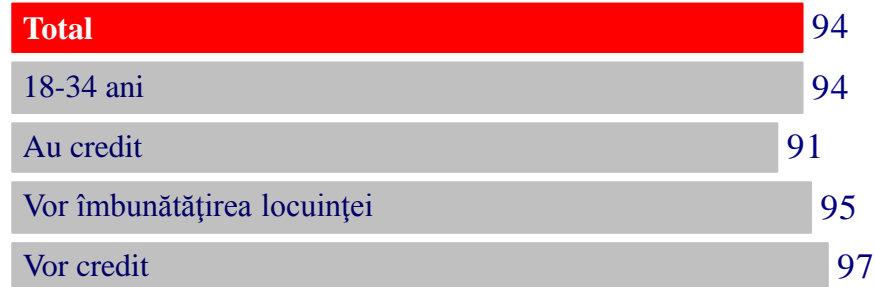 Total 94
18-34 ani 94
Au credit 91
Vor îmbunătăţirea locuinţei 95
Vor credit 97